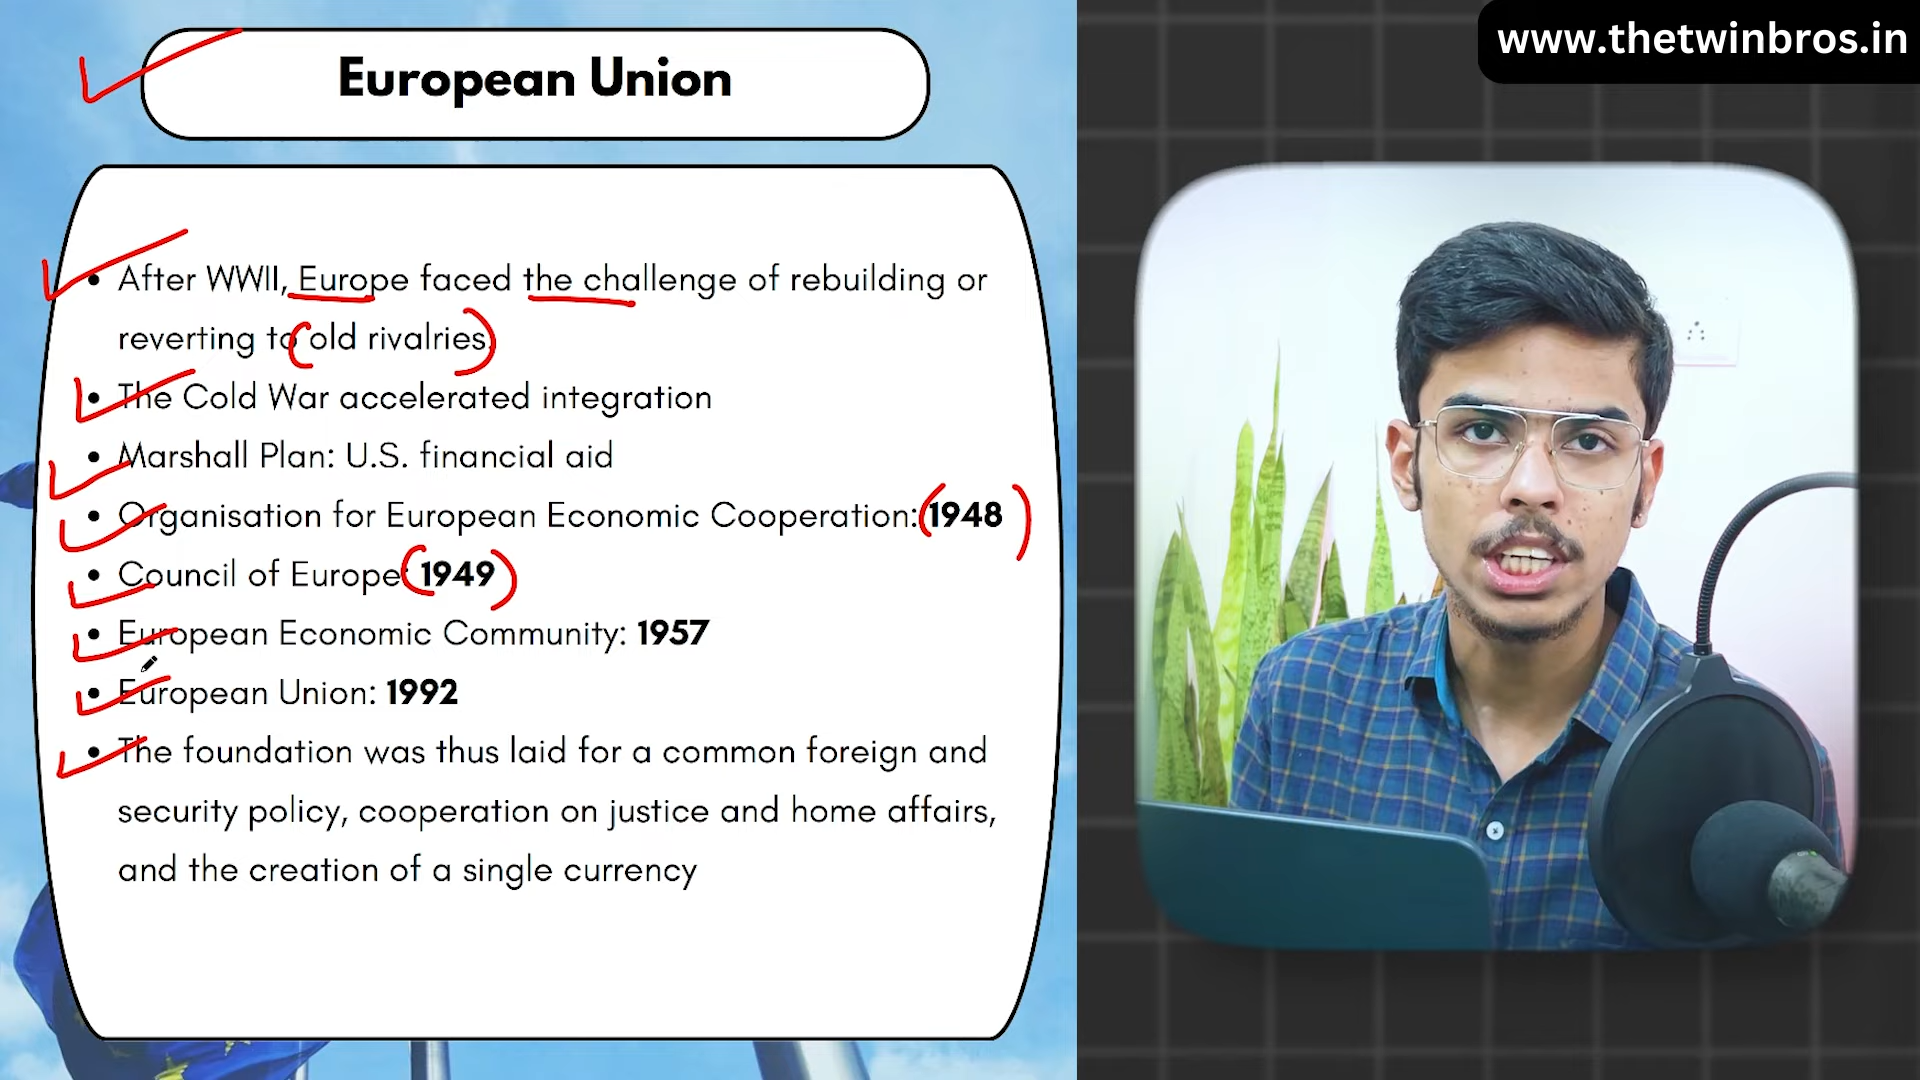 www.thetwinbros.in
European Union
• After WWII, Europe faced the challenge of rebuilding or
reverting to old rivalries.
• The Cold War accelerated integration
• Marshall Plan: U.S. financial aid
• Organisation for European Economic Cooperation: 1948
• Council of Europe: 1949
• European Economic Community: 1957
• European Union: 1992
• The foundation was thus laid for a common foreign and
security policy, cooperation on justice and home affairs,
and the creation of a single currency